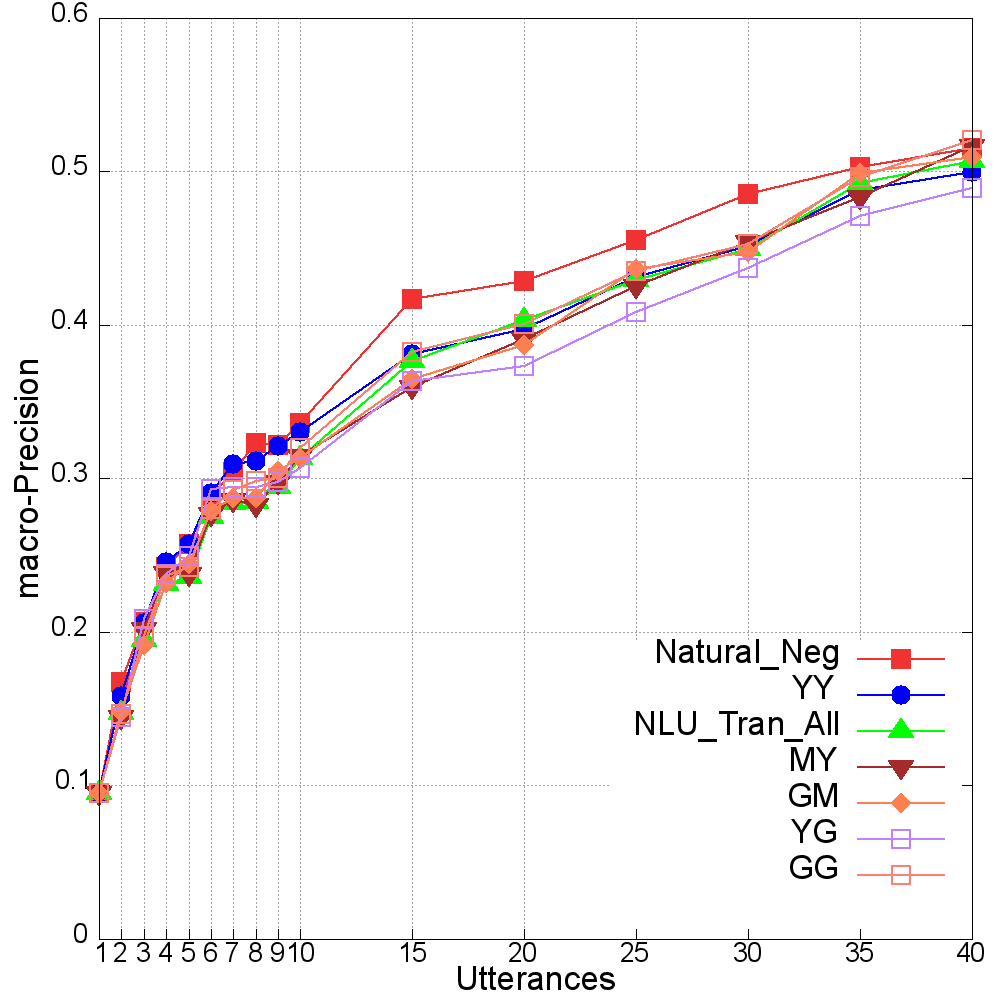 0.6
0.5
0.4
0.3
0.2
0.1
0
macro-Precision
Natural_Neg
YY
NLU_Tran_All
MY
GM
YG
GG
1 2 3 4 5 6 7 8 9 10 15 20 25 30 35 40
Utterances